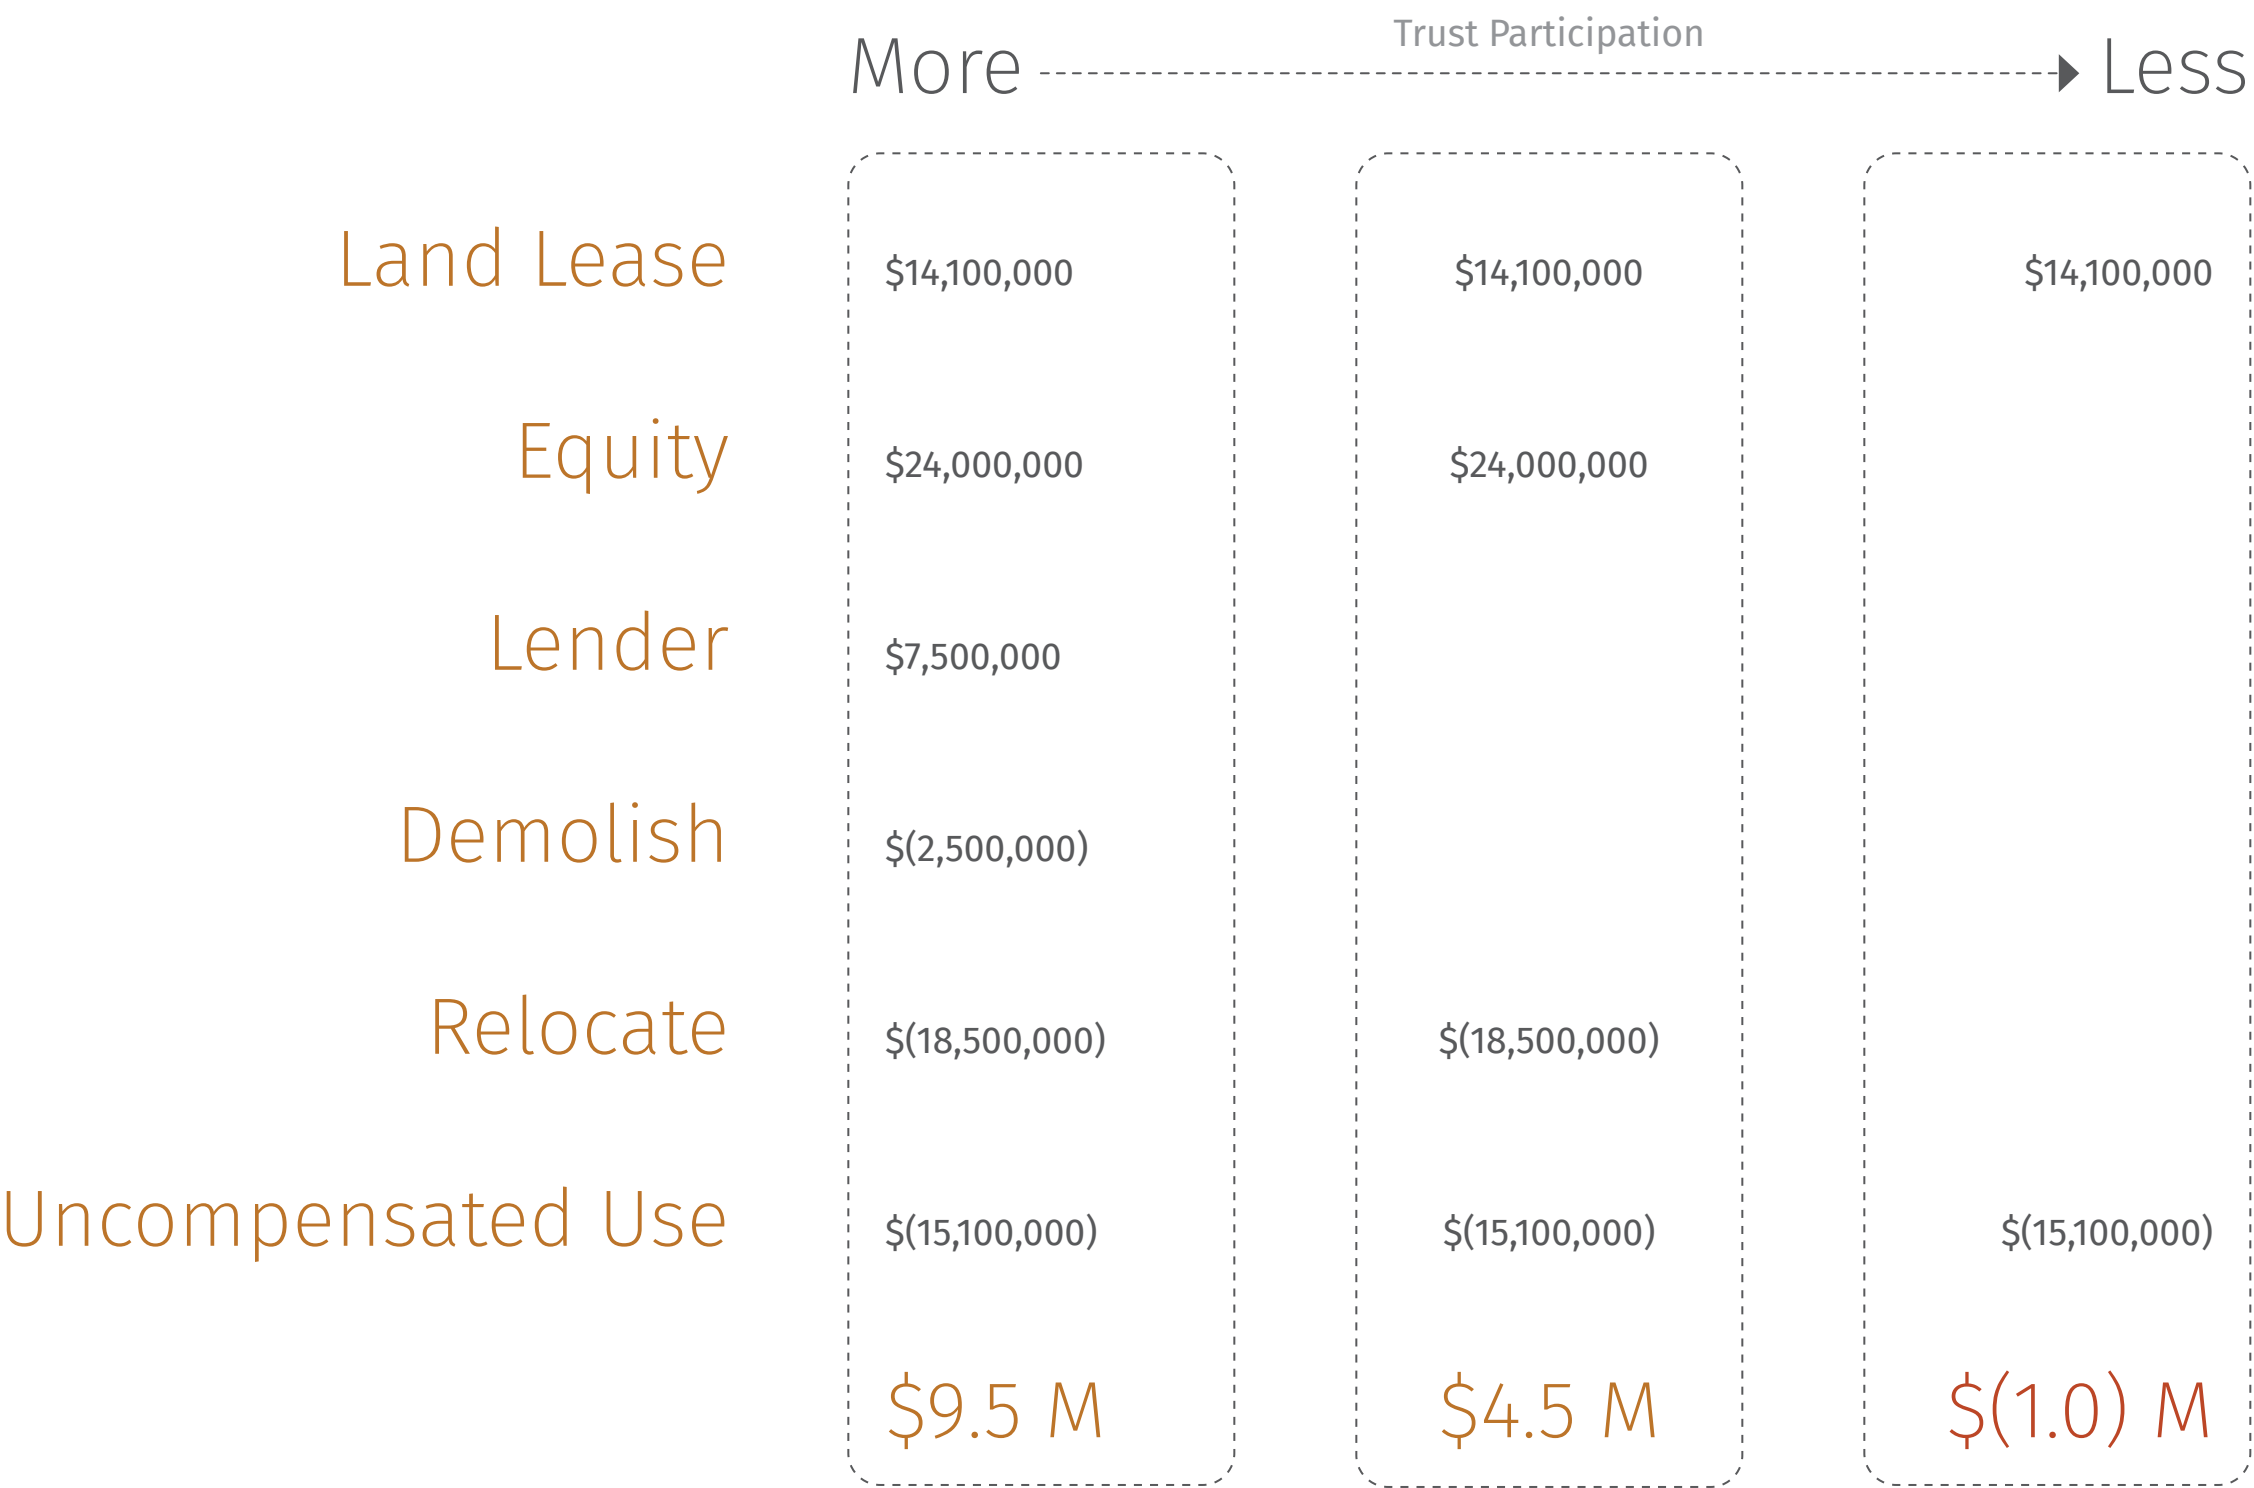 Trust Participation
More Less
Land Lease $14,100,000 $14,100,000 $14,100,000
Equity $24,000,000 $24,000,000
Lender $7,500,000
Demolish $(2,500,000)
Relocate $(18,500,000) $(18,500,000)
Uncompensated Use $(15,100,000) $(15,100,000) $(15,100,000)
$9.5 M $4.5 M $(1.0) M